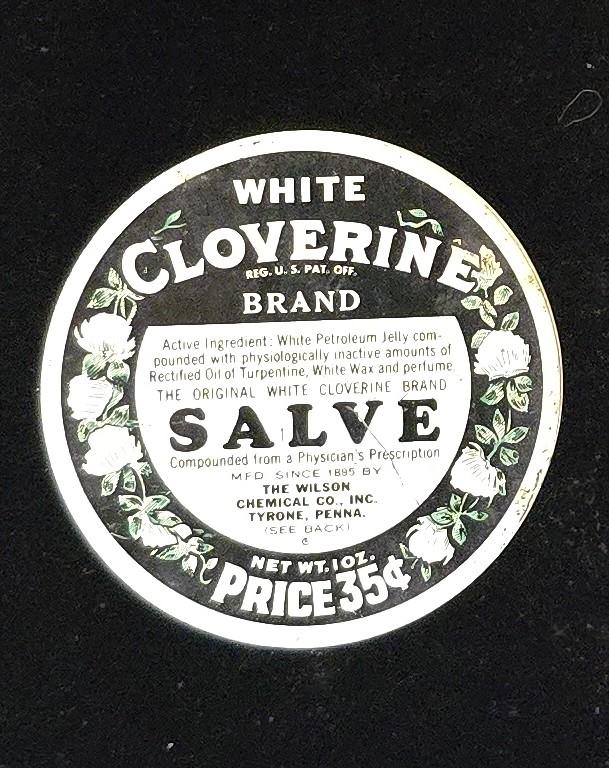 WHITE
CLOVERINE
REG. U. S. PAT. OFF.
BRAND
Active Ingredient: White Petroleum Jelly com-
pounded with physiologically inactive amounts of
Rectified Oil of Turpentine, White Wax and perfume.
THE ORIGINAL WHITE CLOVERINE BRAND
SALVE
Compounded from a Physician's Prescription
MFD SINCE 1895 BY
THE WILSON
CHEMICAL CO., INC.
TYRONE, PENNA.
(SEE BACK)
©
NET WT. 1 OZ.
PRICE 35¢